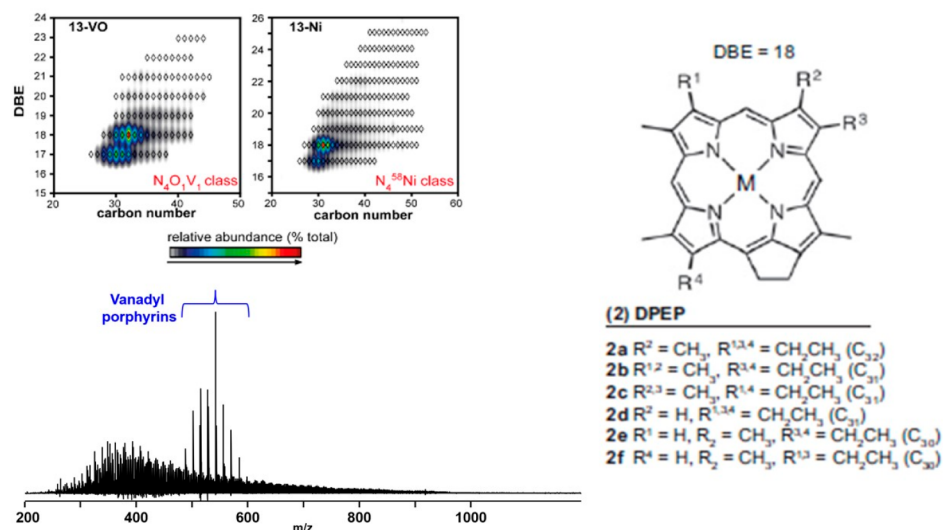 13-VO
24
23
22
21
20
19
18
17
16
15
DBE
20 30 40 50
carbon number
N₄O₁V₁ class
13-Ni
26
24
22
20
18
16
20 30 40 50 60
carbon number
N₄⁵⁸Ni class
relative abundance (% total)
Vanadyl
porphyrins
200 400 600 800 1000
m/z
DBE = 18
R¹ R²
R³
N N
M
N N
R⁴
(2) DPEP
2a R² = CH₃, R¹,³,⁴ = CH₂CH₃ (C₃₂)
2b R¹,² = CH₃, R³,⁴ = CH₂CH₃ (C₃₁)
2c R²,³ = CH₃, R¹,⁴ = CH₂CH₃ (C₃₁)
2d R² = H, R¹,³,⁴ = CH₂CH₃ (C₃₁)
2e R¹ = H, R₂ = CH₃, R³,⁴ = CH₂CH₃ (C₃₀)
2f R⁴ = H, R₂ = CH₃, R¹,³ = CH₂CH₃ (C₃₀)